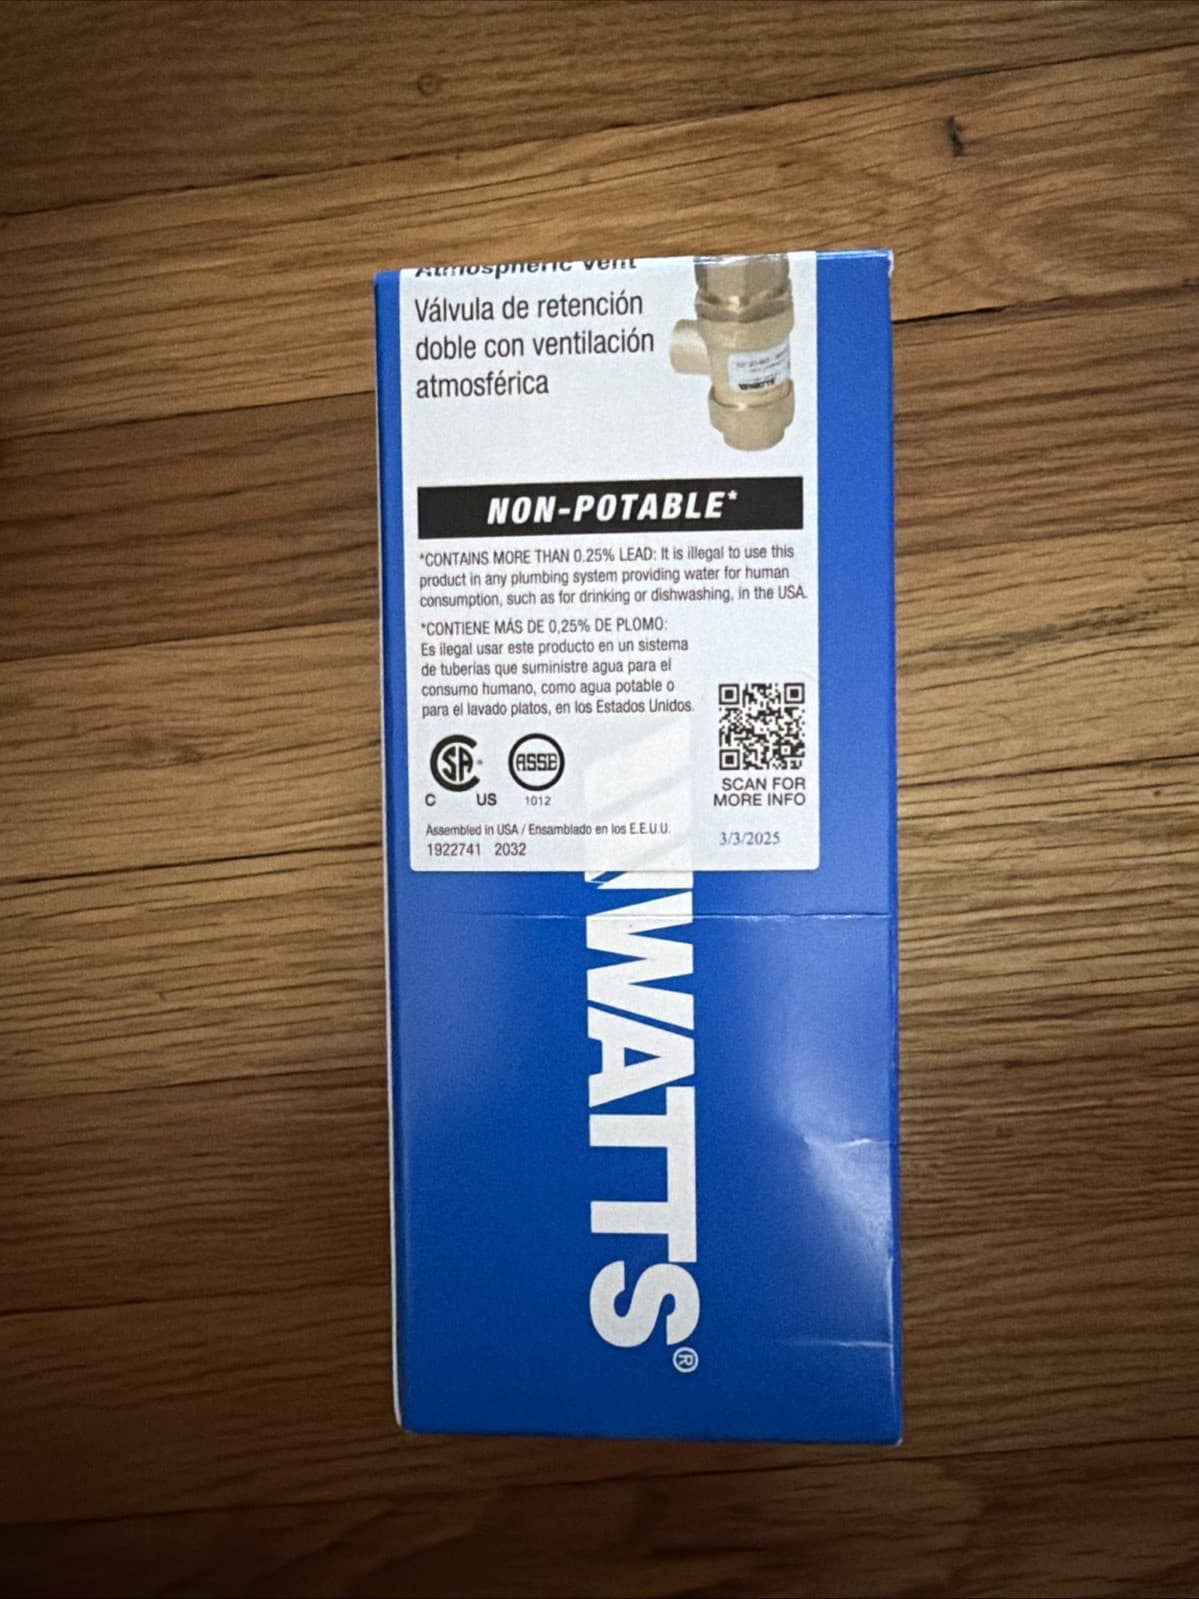 Atmospheric Vent
Válvula de retención
doble con ventilación
atmosférica
WATTS
NON-POTABLE*
*CONTAINS MORE THAN 0.25% LEAD: It is illegal to use this
product in any plumbing system providing water for human
consumption, such as for drinking or dishwashing, in the USA.
*CONTIENE MÁS DE 0,25% DE PLOMO:
Es ilegal usar este producto en un sistema
de tuberías que suministre agua para el
consumo humano, como agua potable o
para el lavado platos, en los Estados Unidos.
SA
C US
ASSE
1012
SCAN FOR
MORE INFO
Assembled in USA / Ensamblado en los E.E.U.U.
1922741 2032
3/3/2025
WATTS®